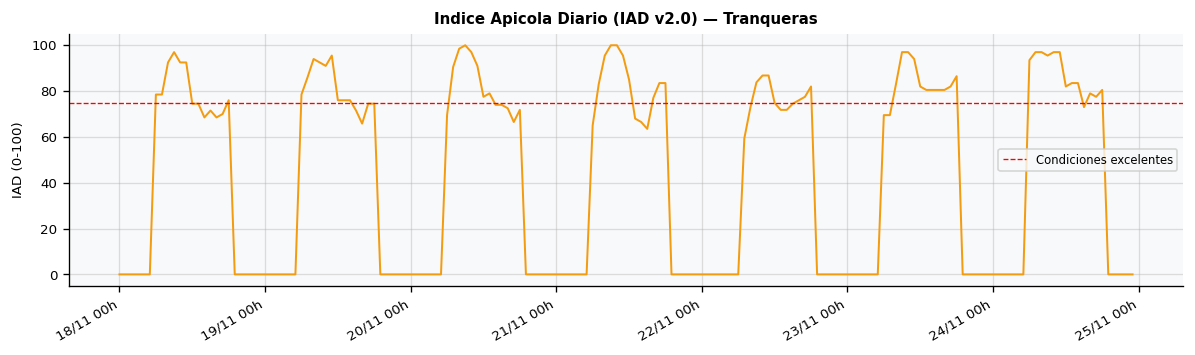 Indice Apicola Diario (IAD v2.0) — Tranqueras
IAD (0-100)
100
80
60
40
20
0
Condiciones excelentes
18/11 00h
19/11 00h
20/11 00h
21/11 00h
22/11 00h
23/11 00h
24/11 00h
25/11 00h